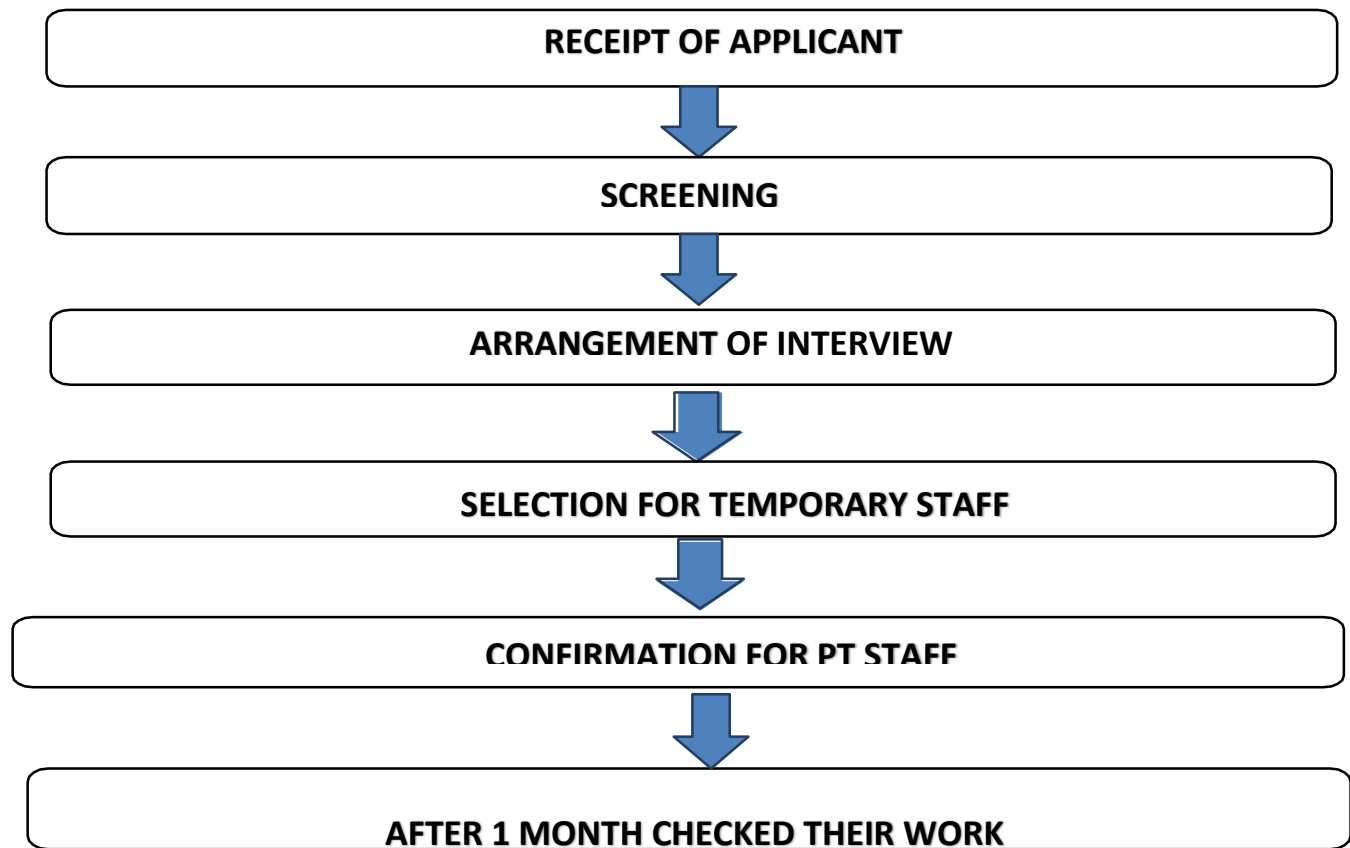 RECEIPT OF APPLICANT
SCREENING
ARRANGEMENT OF INTERVIEW
SELECTION FOR TEMPORARY STAFF
CONFIRMATION FOR PT STAFF
AFTER 1 MONTH CHECKED THEIR WORK